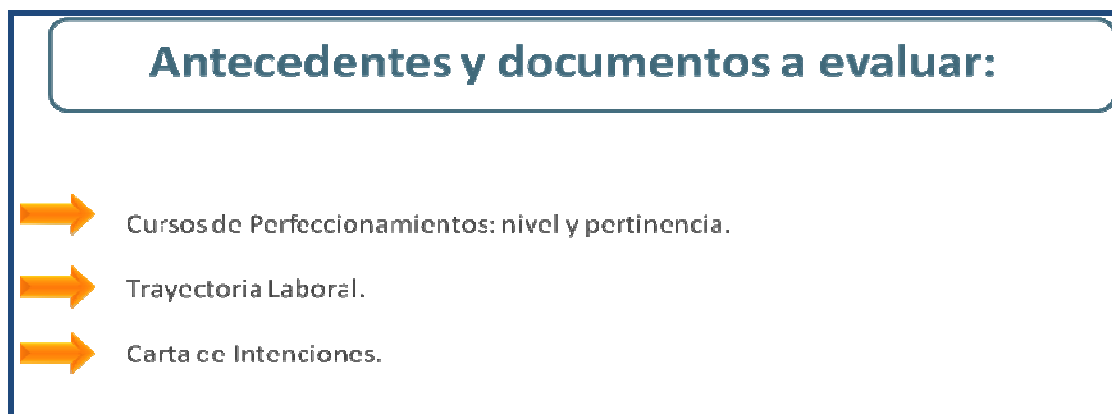 Antecedentes y documentos a evaluar:
Cursos de Perfeccionamientos: nivel y pertinencia.
Trayectoria Laboral.
Carta de Intenciones.